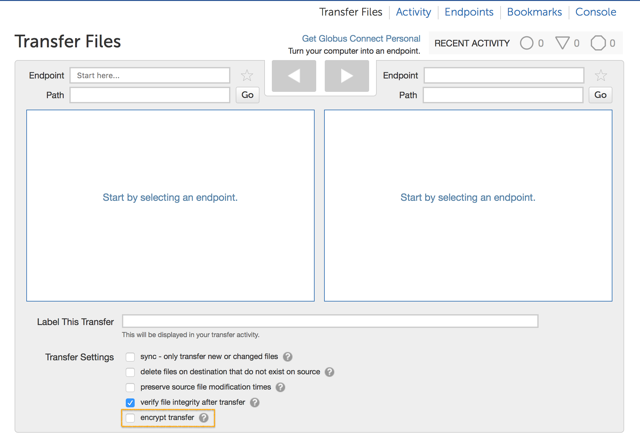 Transfer Files Activity Endpoints Bookmarks Console
Transfer Files
Get Globus Connect Personal
Turn your computer into an endpoint.
RECENT ACTIVITY 0 0 0
Endpoint Start here...
Path Go
Endpoint
Path Go
Start by selecting an endpoint.
Start by selecting an endpoint.
Label This Transfer
This will be displayed in your transfer activity.
Transfer Settings
sync - only transfer new or changed files ?
delete files on destination that do not exist on source ?
preserve source file modification times ?
verify file integrity after transfer ?
encrypt transfer ?